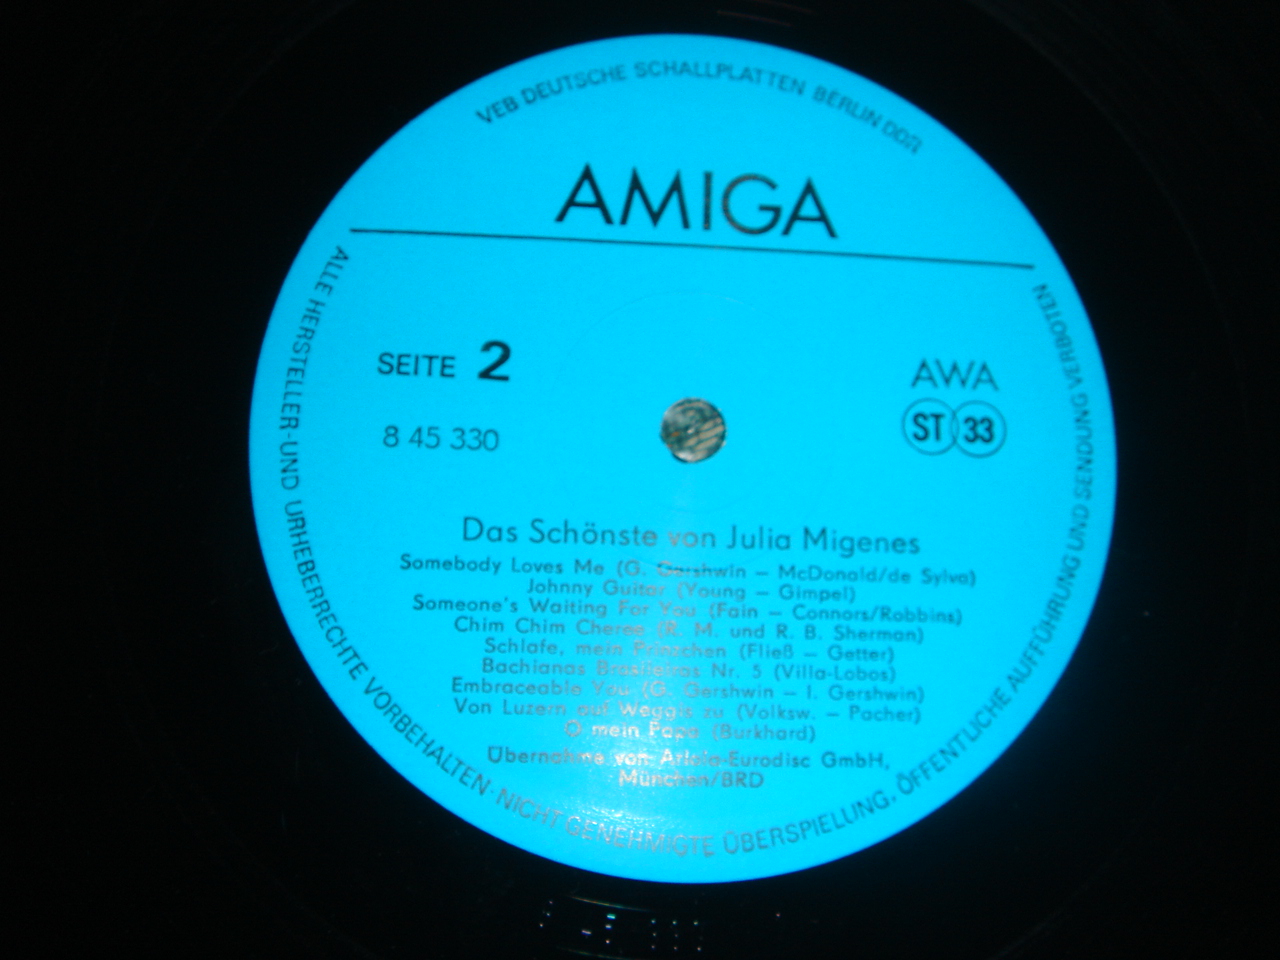 VEB DEUTSCHE SCHALLPLATTEN BERLIN DDR
AMIGA
SEITE 2
8 45 330
AWA
ST 33
Das Schönste von Julia Migenes
Somebody Loves Me (G. Gershwin – McDonald/de Sylva)
Johnny Guitar (Young – Gimpel)
Someone's Waiting For You (Fain – Connors/Robbins)
Chim Chim Cheree (R. M. und R. B. Sherman)
Schlafe, mein Prinzchen (Fließ – Getter)
Bachianas Brasileiras Nr. 5 (Villa-Lobos)
Embraceable You (G. Gershwin – I. Gershwin)
Von Luzern auf Weggis zu (Volksw. – Pacher)
O mein Papa (Burkhard)
Übernahme von Ariola-Eurodisc GmbH,
München/BRD
ALLE HERSTELLER-UND URHEBERRECHTE VORBEHALTEN·NICHT GENEHMIGTE ÜBERSPIELUNG, ÖFFENTLICHE AUFFÜHRUNG UND SENDUNG VERBOTEN